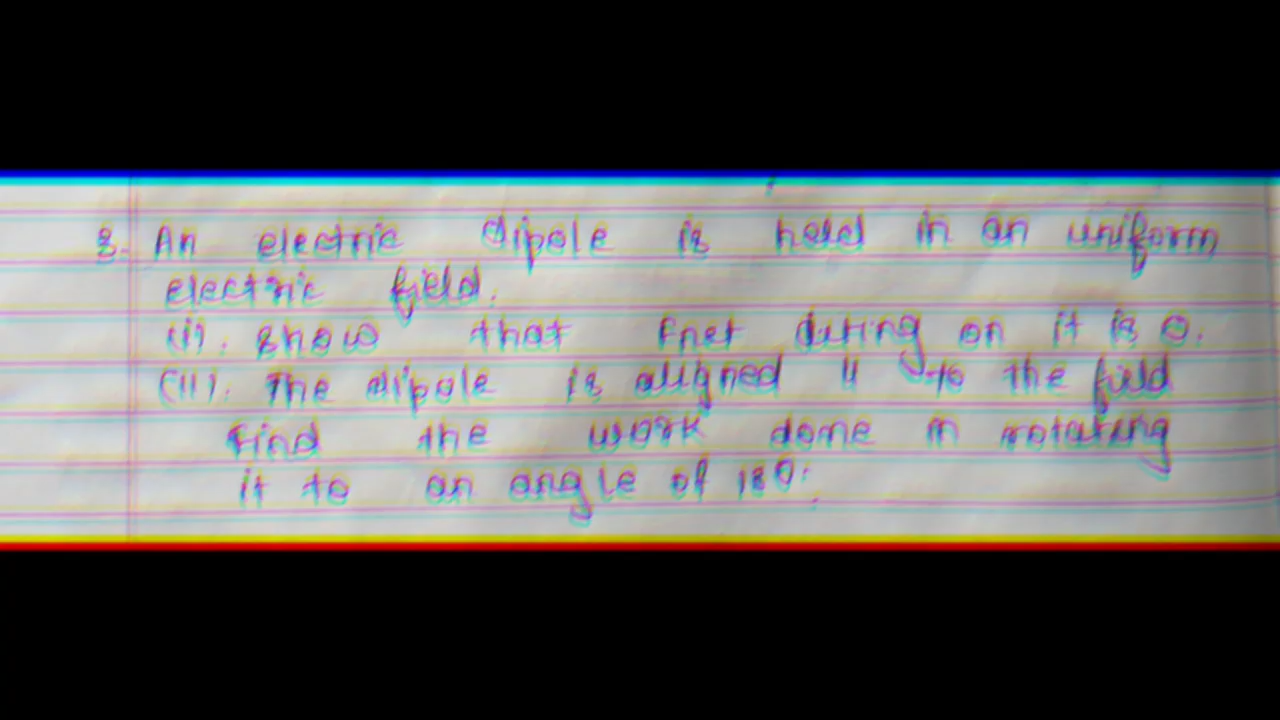 3. An electric dipole is held in an uniform
electric field.
(i). show that Fnet acting on it is 0.
(ii). The dipole is aligned 11 to the field
Find the work done in rotating
it to an angle of 180.